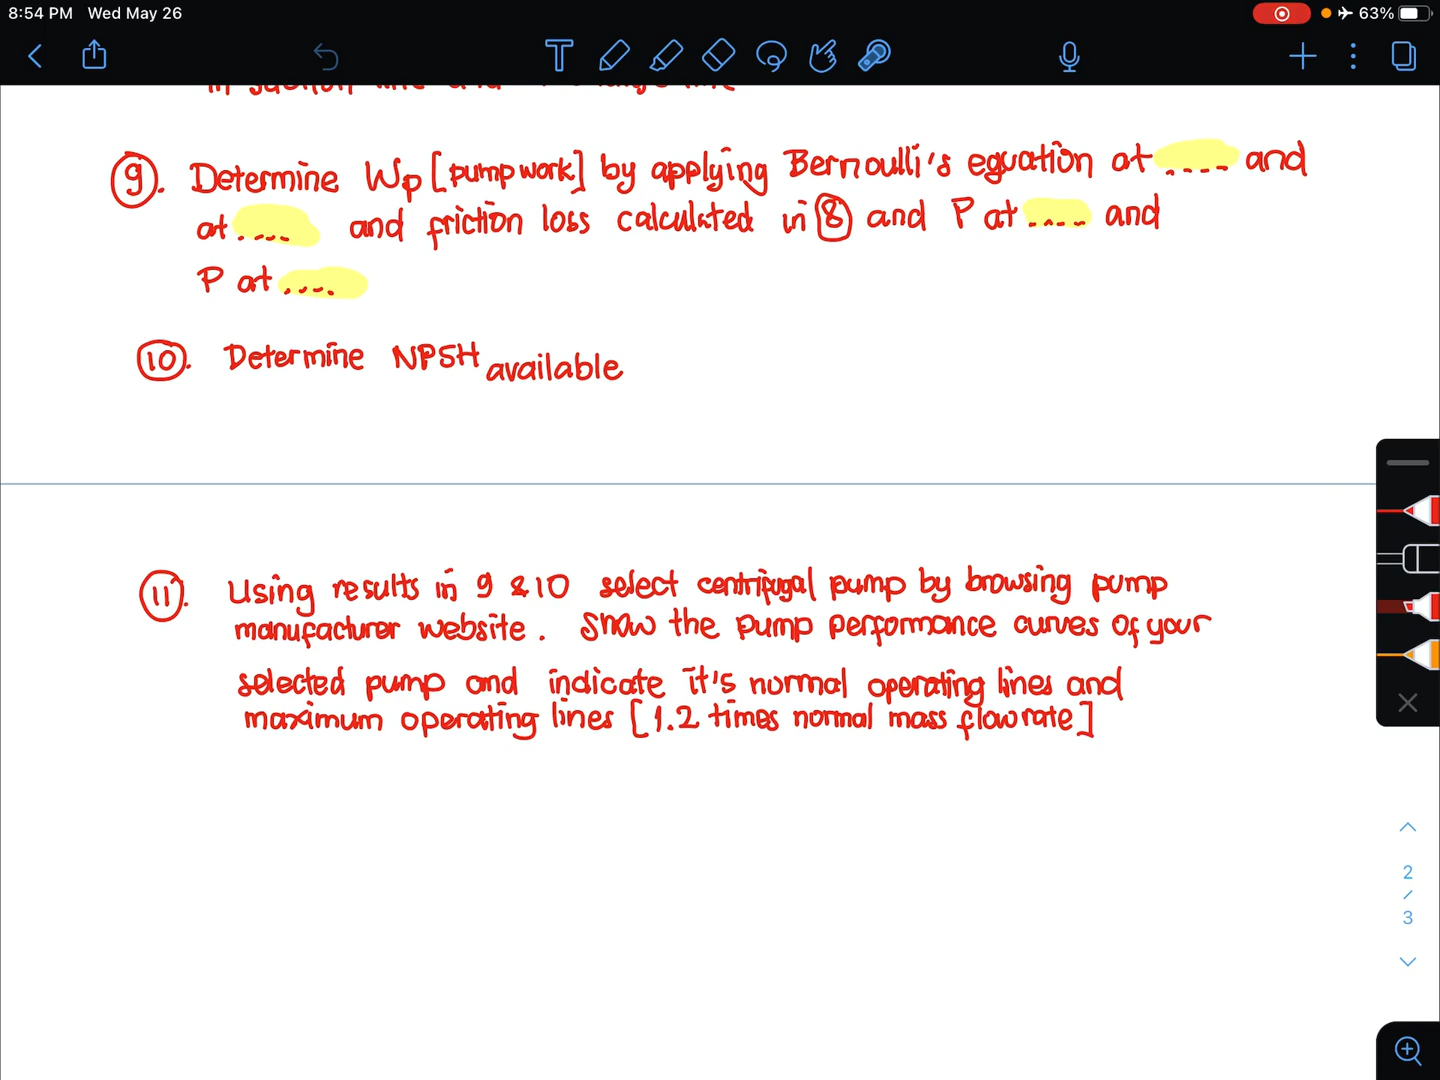 8:54 PM Wed May 26
63%
T
9. Determine Wp [pump work] by applying Bernoulli's equation at .... and
at .... and friction loss calculated in 8 and P at .... and
P at ....
10. Determine NPSH available
11. Using results in 9 & 10 select centrifugal pump by browsing pump
manufacturer website. Show the pump performance curves of your
selected pump and indicate it's normal operating lines and
maximum operating lines [1.2 times normal mass flowrate]
2
/
3